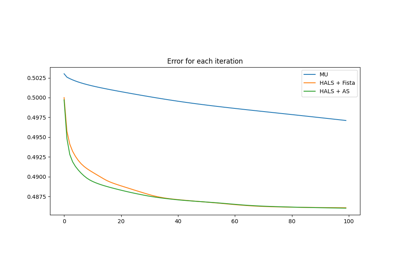 Error for each iteration
MU
HALS + Fista
HALS + AS
0.5025
0.5000
0.4975
0.4950
0.4925
0.4900
0.4875
0 20 40 60 80 100